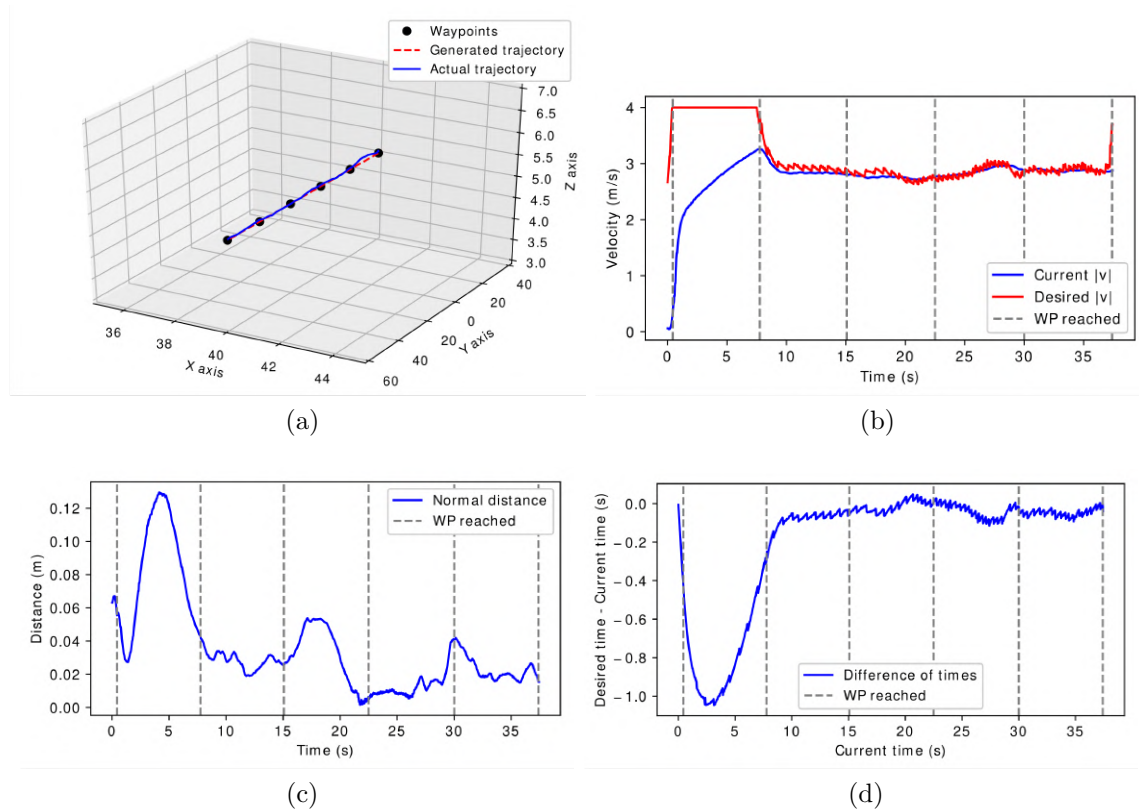 Waypoints
Generated trajectory
Actual trajectory
7.0
6.5
6.0
5.5
5.0
4.5
4.0
3.5
3.0
Z axis
40
20
0
20
40
60
Y axis
36
38
40
42
44
X axis
(a)
4
3
2
1
0
Velocity (m/s)
Current |v|
Desired |v|
WP reached
0 5 10 15 20 25 30 35
Time (s)
(b)
0.12
0.10
0.08
0.06
0.04
0.02
0.00
Distance (m)
Normal distance
WP reached
0 5 10 15 20 25 30 35
Time (s)
(c)
0.0
−0.2
−0.4
−0.6
−0.8
−1.0
Desired time - Current time (s)
Difference of times
WP reached
0 5 10 15 20 25 30 35
Current time (s)
(d)